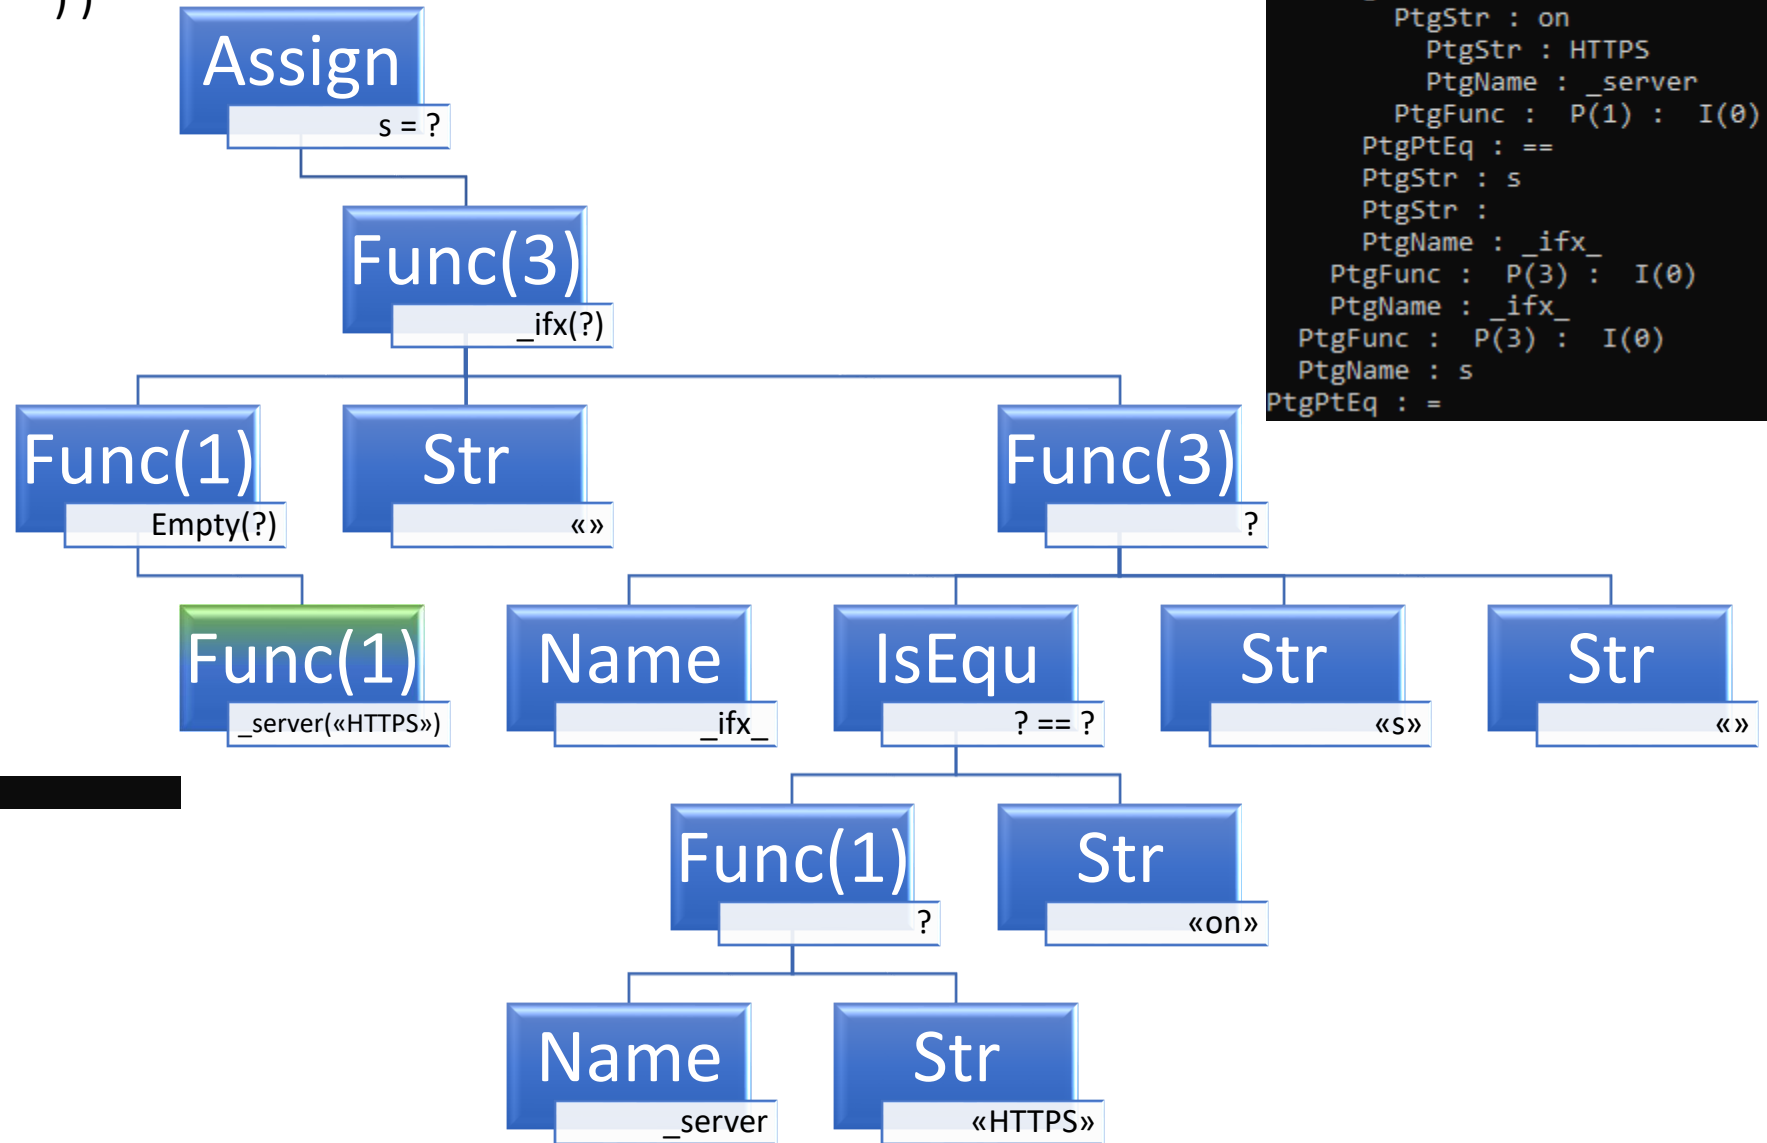 ))
Assign
s = ?
Func(3)
_ifx(?)
Func(1)
Empty(?)
Str
«»
Func(3)
?
Func(1)
_server(«HTTPS»)
Name
_ifx_
IsEqu
? == ?
Str
«s»
Str
«»
Func(1)
?
Str
«on»
Name
_server
Str
«HTTPS»
PtgStr : on
PtgStr : HTTPS
PtgName : _server
PtgFunc :  P(1) :  I(0)
PtgPtEq : ==
PtgStr : s
PtgStr :
PtgName : _ifx_
PtgFunc :  P(3) :  I(0)
PtgName : _ifx_
PtgFunc :  P(3) :  I(0)
PtgName : s
PtgPtEq : =